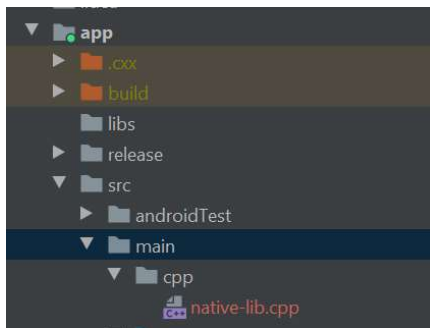 app
.cxx
build
libs
release
src
androidTest
main
cpp
C++ native-lib.cpp